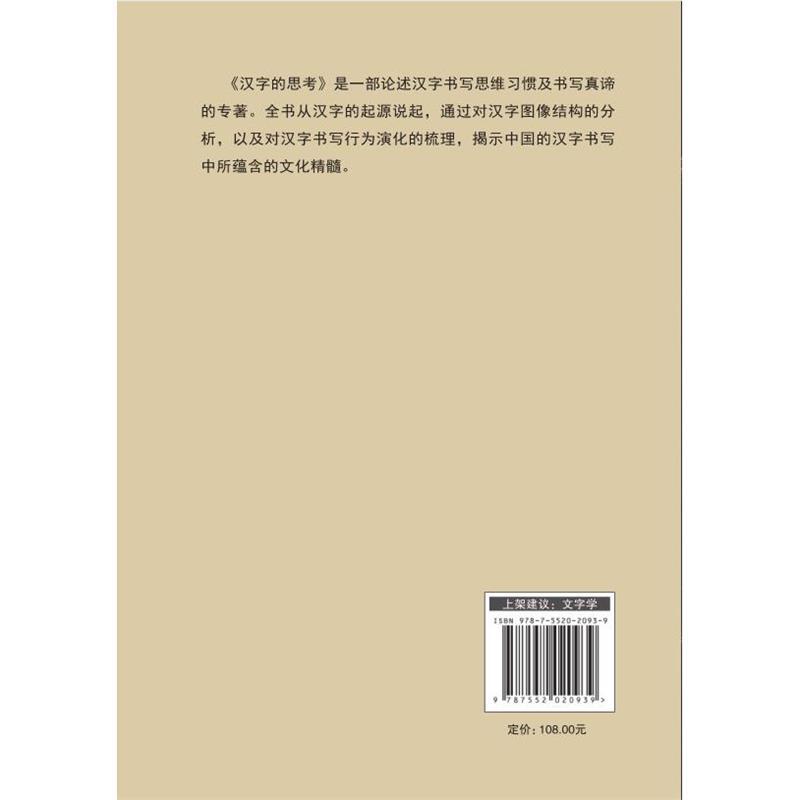 《汉字的思考》是一部论述汉字书写思维习惯及书写真谛
的专著。全书从汉字的起源说起，通过对汉字图像结构的分
析，以及对汉字书写行为演化的梳理，揭示中国的汉字书写
中所蕴含的文化精髓。
上架建议：文字学
ISBN 978-7-5520-2093-9
9 787552 020939 >
定价：108.00元